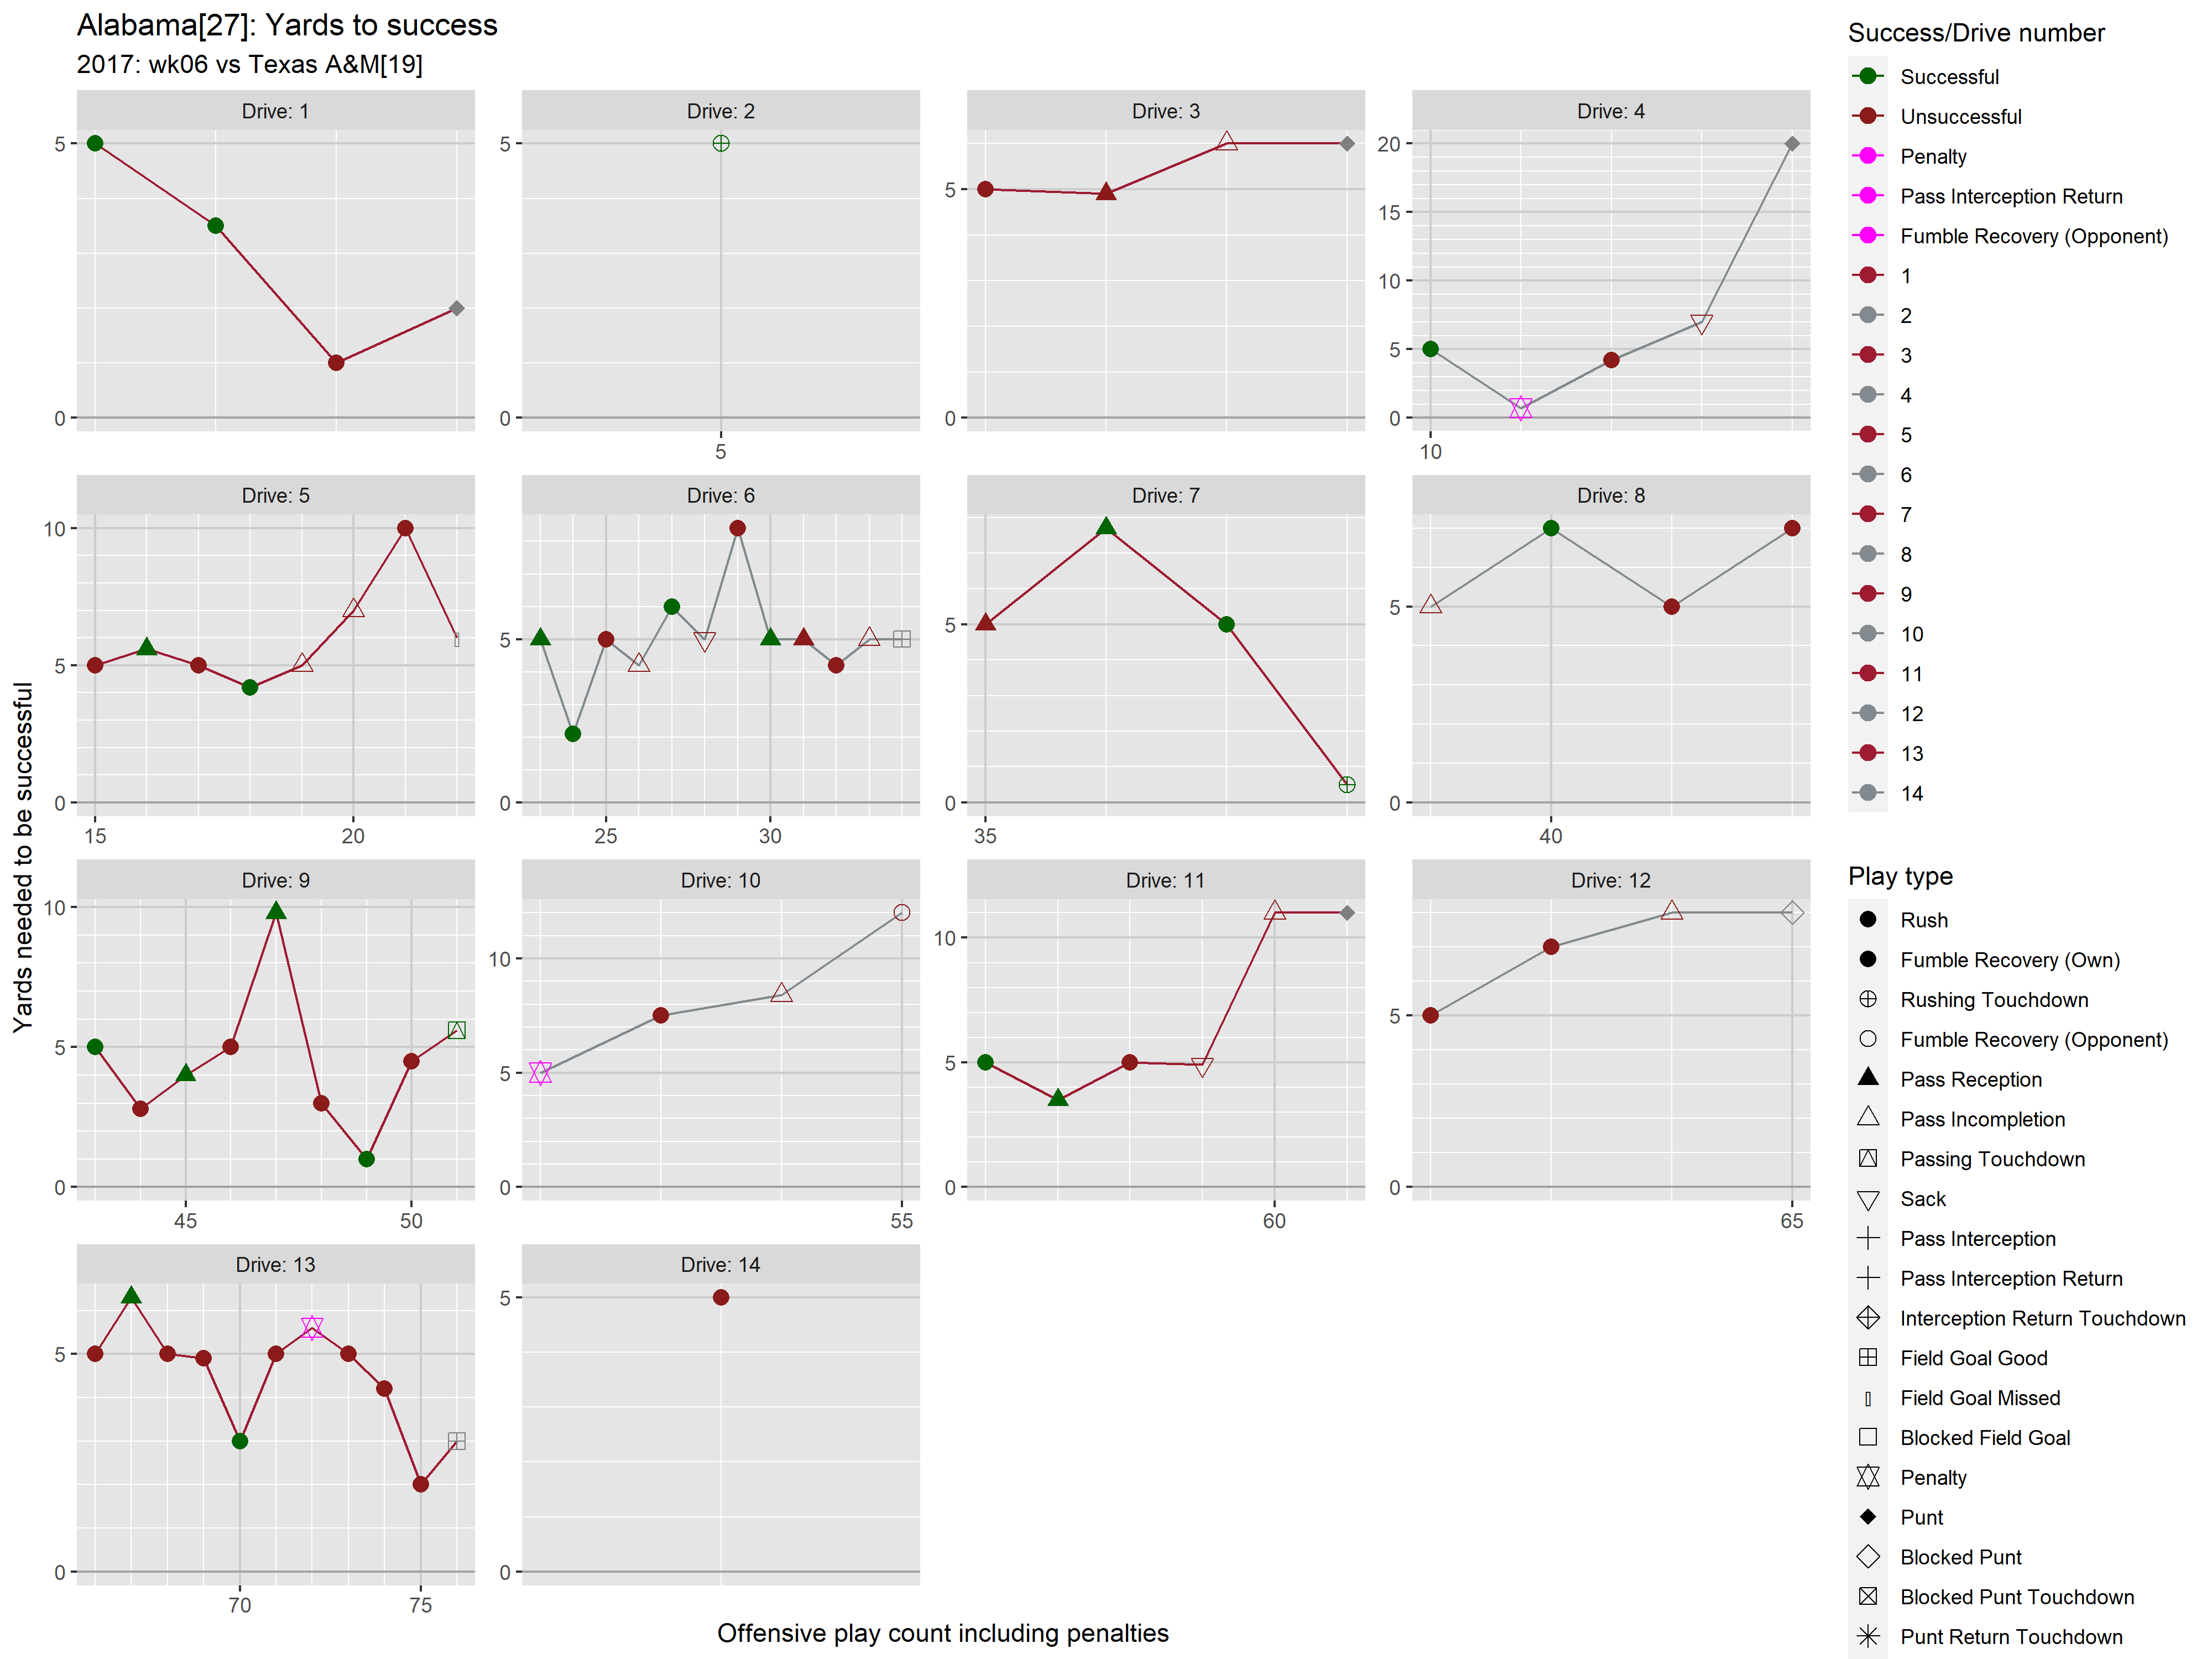 Alabama[27]: Yards to success
2017: wk06 vs Texas A&M[19]
Drive: 1
Drive: 2
Drive: 3
Drive: 4
5
0
5
0
5
5
0
20
15
10
5
0
10
Drive: 5
Drive: 6
Drive: 7
Drive: 8
10
5
0
15
20
5
0
25
30
5
0
35
5
0
40
Drive: 9
Drive: 10
Drive: 11
Drive: 12
10
5
0
45
50
10
5
0
55
10
5
0
60
5
0
65
Drive: 13
Drive: 14
5
0
70
75
5
0
Yards needed to be successful
Offensive play count including penalties
Success/Drive number
Successful
Unsuccessful
Penalty
Pass Interception Return
Fumble Recovery (Opponent)
1
2
3
4
5
6
7
8
9
10
11
12
13
14
Play type
Rush
Fumble Recovery (Own)
Rushing Touchdown
Fumble Recovery (Opponent)
Pass Reception
Pass Incompletion
Passing Touchdown
Sack
Pass Interception
Pass Interception Return
Interception Return Touchdown
Field Goal Good
Field Goal Missed
Blocked Field Goal
Penalty
Punt
Blocked Punt
Blocked Punt Touchdown
Punt Return Touchdown